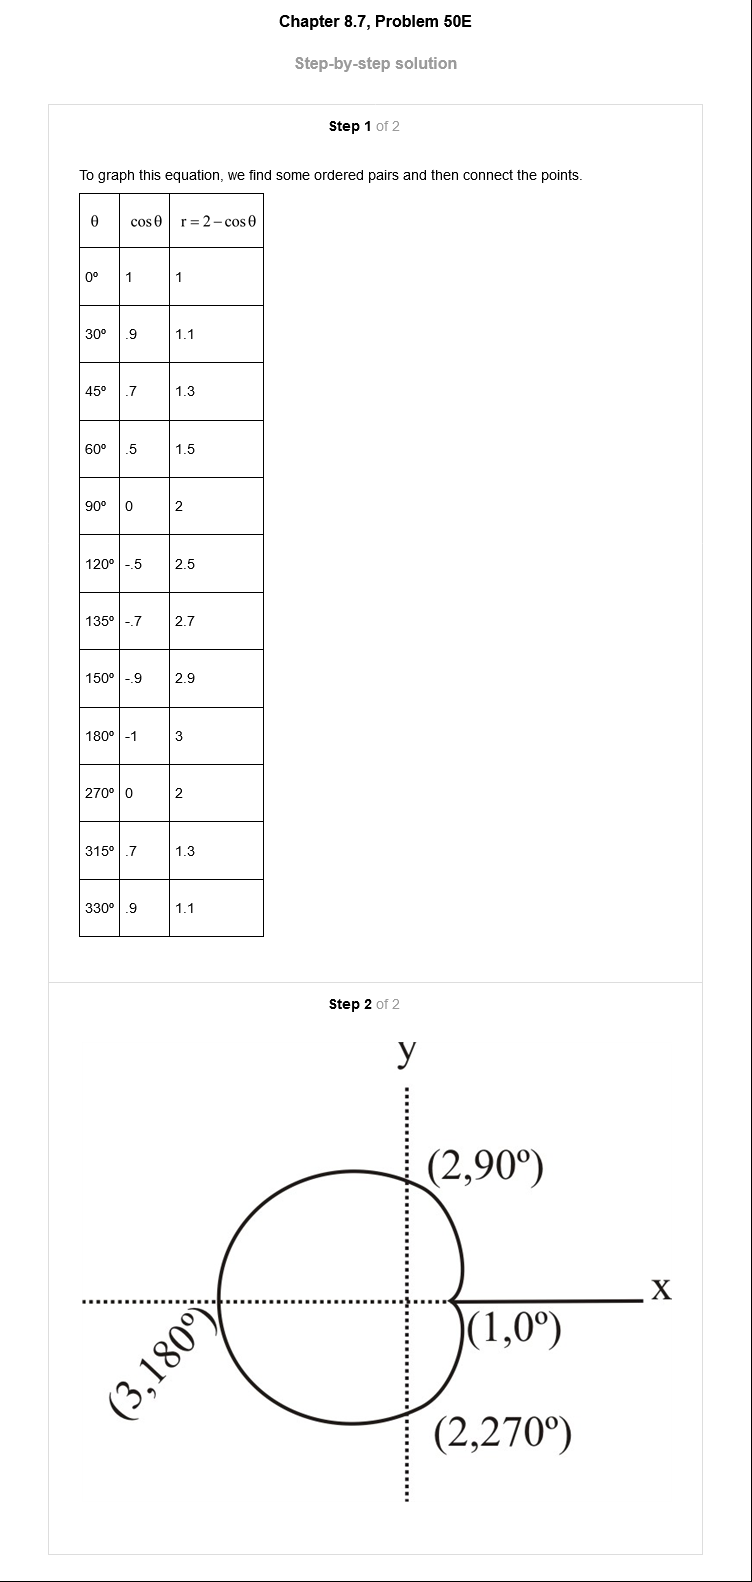 Chapter 8.7, Problem 50E
Step-by-step solution
Step 1 of 2
To graph this equation, we find some ordered pairs and then connect the points.
θ cos θ r = 2 − cos θ
0º 1 1
30º .9 1.1
45º .7 1.3
60º .5 1.5
90º 0 2
120º -.5 2.5
135º -.7 2.7
150º -.9 2.9
180º -1 3
270º 0 2
315º .7 1.3
330º .9 1.1
Step 2 of 2
y
(2,90º)
x
(1,0º)
(3,180º)
(2,270º)